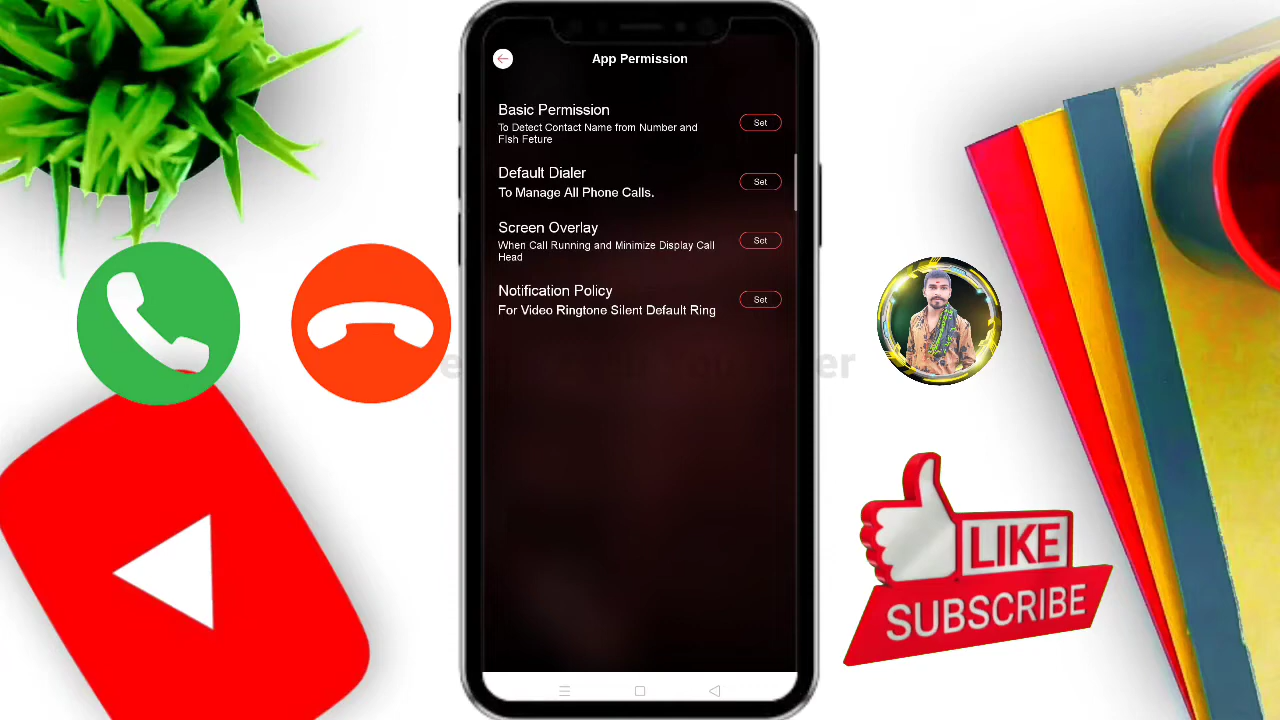 App Permission
Basic Permission
To Detect Contact Name from Number and
Flsh Feture
Set
Default Dialer
To Manage All Phone Calls.
Set
Screen Overlay
When Call Running and Minimize Display Call
Head
Set
Notification Policy
For Video Ringtone Silent Default Ring
Set
LIKE
SUBSCRIBE